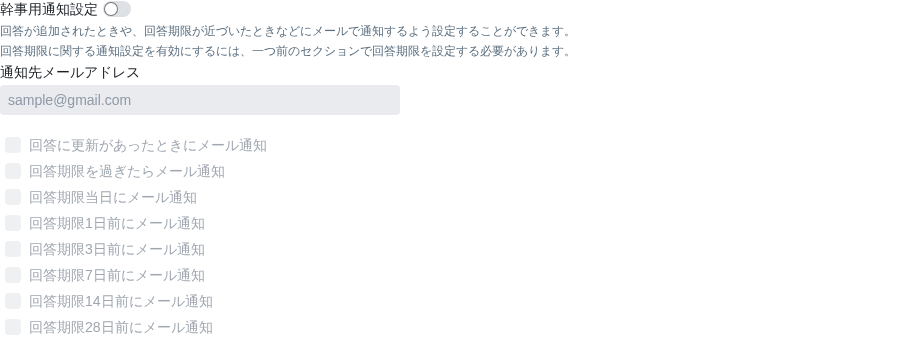 幹事用通知設定
回答が追加されたときや、回答期限が近づいたときなどにメールで通知するよう設定することができます。
回答期限に関する通知設定を有効にするには、一つ前のセクションで回答期限を設定する必要があります。
通知先メールアドレス
sample@gmail.com
回答に更新があったときにメール通知
回答期限を過ぎたらメール通知
回答期限当日にメール通知
回答期限1日前にメール通知
回答期限3日前にメール通知
回答期限7日前にメール通知
回答期限14日前にメール通知
回答期限28日前にメール通知